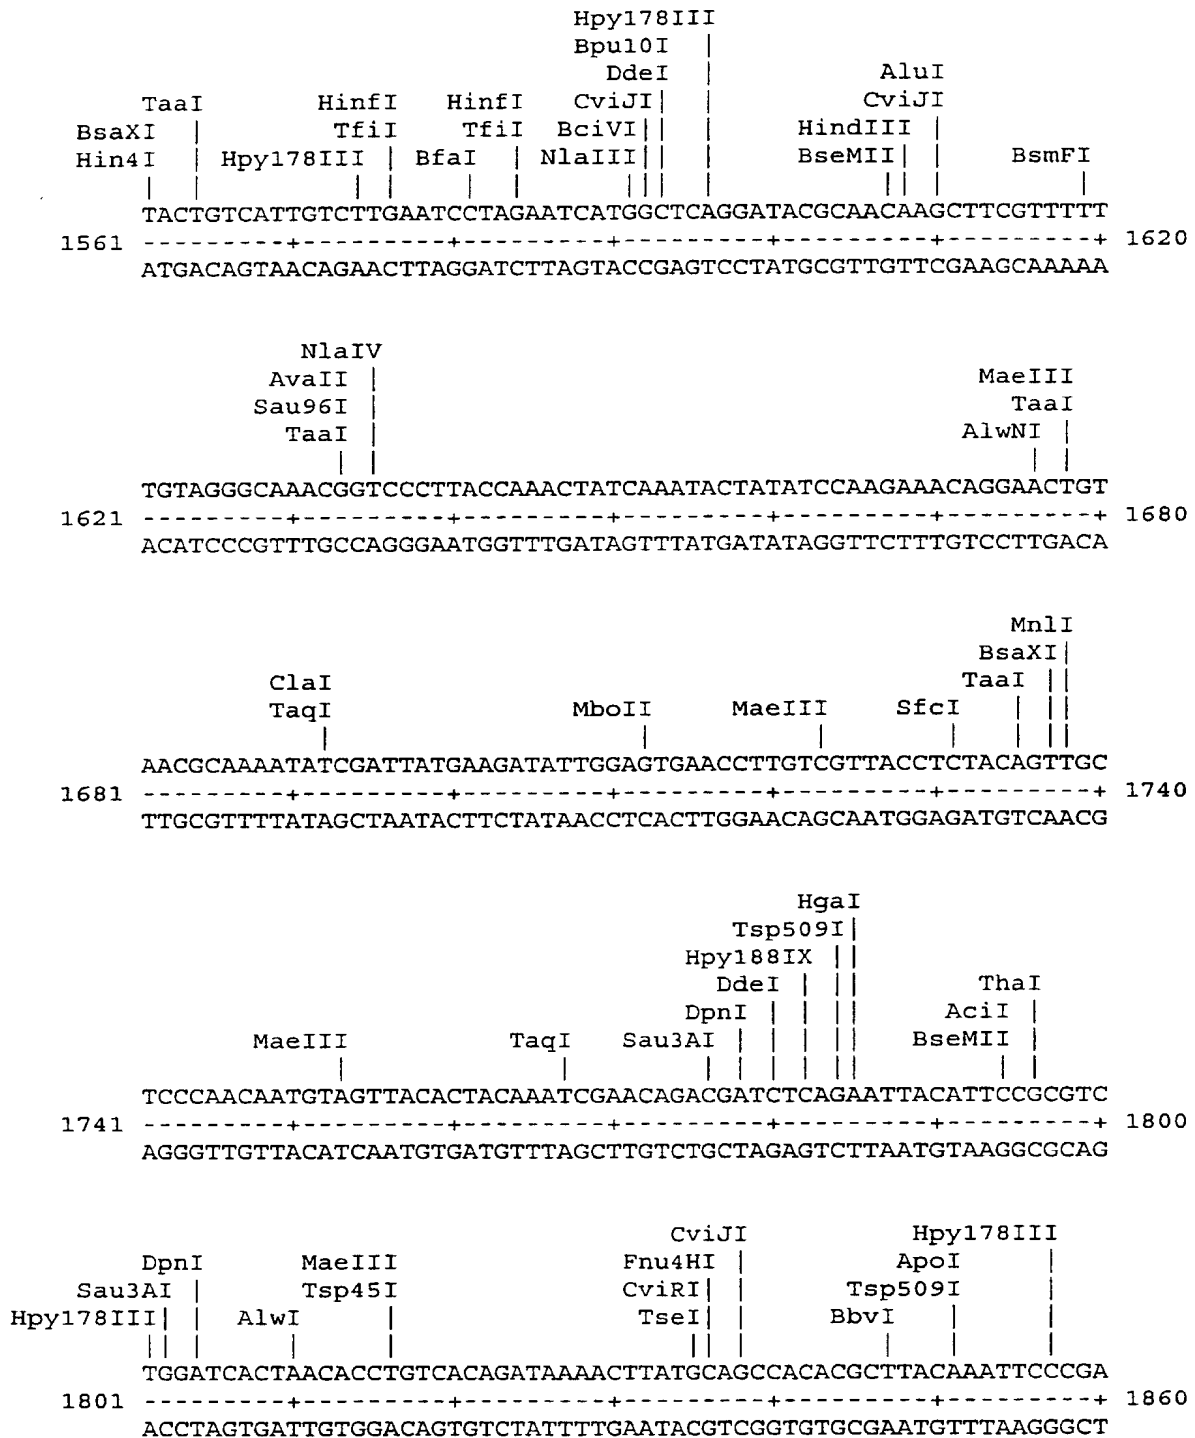 Hpy178III
Bpu10I |
DdeI | |
TaaI HinfI HinfI CviJI | | AluI
BsaXI | TfiI TfiI BciVI || | CviJI
Hin4I | Hpy178III | BfaI | NlaIII || | HindIII |
BseMII | | BsmFI
TACTGTCATTGTCTTGAATCCTAGAATCATGGCTCAGGATACGCAACAAGCTTCGTTTTT
1561 ---------+---------+---------+---------+---------+---------+ 1620
ATGACAGTAACAGAACTTAGGATCTTAGTACCGAGTCCTATGCGTTGTTCGAAGCAAAAA
NlaIV
AvaII | MaeIII
Sau96I | TaaI
TaaI | AlwNI |
TGTAGGGCAAACGGTCCCTTACCAAACTATCAAATACTATATCCAAGAAACAGGAACTGT
1621 ---------+---------+---------+---------+---------+---------+ 1680
ACATCCCGTTTGCCAGGGAATGGTTTGATAGTTTATGATATAGGTTCTTTGTCCTTGACA
MnlI
BsaXI|
ClaI TaaI ||
TaqI MboII MaeIII SfcI | ||
AACGCAAAATATCGATTATGAAGATATTGGAGTGAACCTTGTCGTTACCTCTACAGTTGC
1681 ---------+---------+---------+---------+---------+---------+ 1740
TTGCGTTTTATAGCTAATACTTCTATAACCTCACTTGGAACAGCAATGGAGATGTCAACG
HgaI
Tsp509I|
Hpy188IX ||
DdeI | || ThaI
DpnI | | || AciI |
MaeIII TaqI Sau3AI | | | || BseMII |
TCCCAACAATGTAGTTACACTACAAATCGAACAGACGATCTCAGAATTACATTCCGCGTC
1741 ---------+---------+---------+---------+---------+---------+ 1800
AGGGTTGTTACATCAATGTGATGTTTAGCTTGTCTGCTAGAGTCTTAATGTAAGGCGCAG
CviJI Hpy178III
DpnI MaeIII Fnu4HI | ApoI |
Sau3AI | Tsp45I CviRI | Tsp509I |
Hpy178III| | AlwI | TseI| | BbvI | |
TGGATCACTAACACCTGTCACAGATAAAACTTATGCAGCCACACGCTTACAAATTCCCGA
1801 ---------+---------+---------+---------+---------+---------+ 1860
ACCTAGTGATTGTGGACAGTGTCTATTTTGAATACGTCGGTGTGCGAATGTTTAAGGGCT